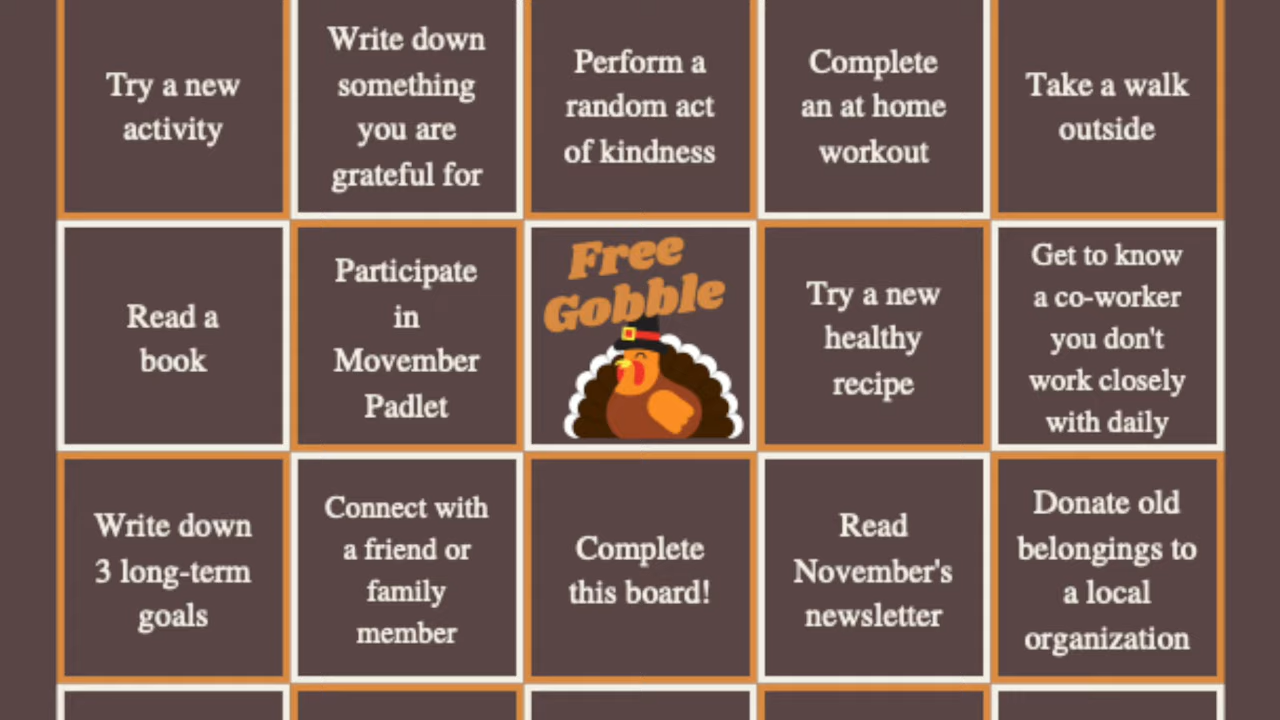 Try a new
activity
Write down
something
you are
grateful for
Perform a
random act
of kindness
Complete
an at home
workout
Take a walk
outside
Read a
book
Participate
in
Movember
Padlet
Free
Gobble
Try a new
healthy
recipe
Get to know
a co-worker
you don't
work closely
with daily
Write down
3 long-term
goals
Connect with
a friend or
family
member
Complete
this board!
Read
November's
newsletter
Donate old
belongings to
a local
organization